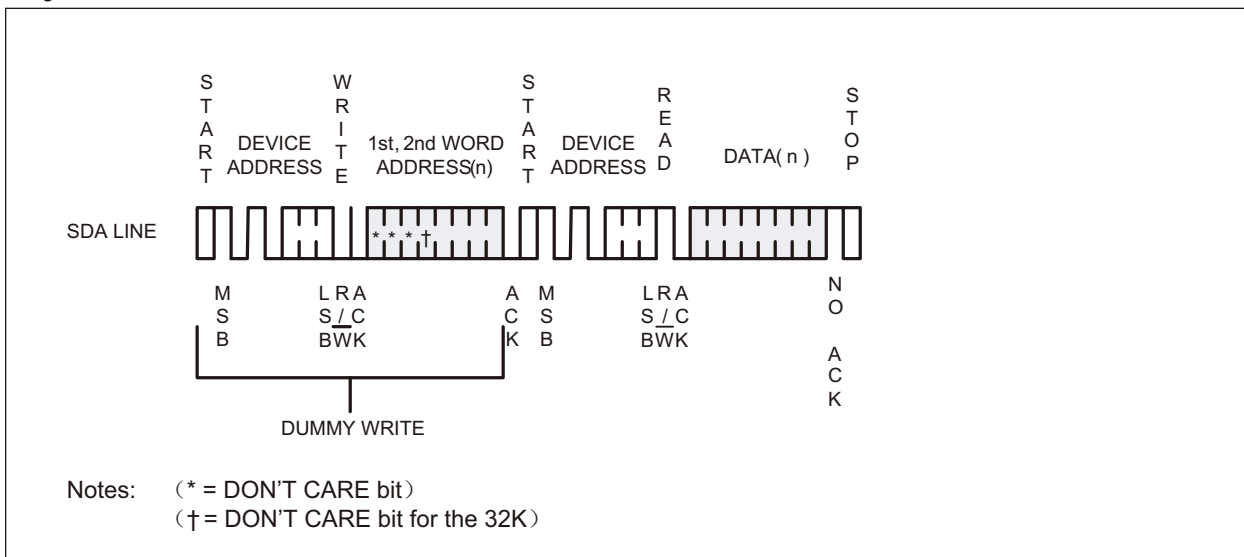 START
DEVICE ADDRESS
WRITE
1st, 2nd WORD ADDRESS(n)
START
DEVICE ADDRESS
READ
DATA( n )
STOP
SDA LINE
* * * †
MSB
LSB
R/W
ACK
ACK
MSB
LSB
R/W
ACK
NO ACK
DUMMY WRITE
Notes: (* = DON'T CARE bit)
(† = DON'T CARE bit for the 32K)